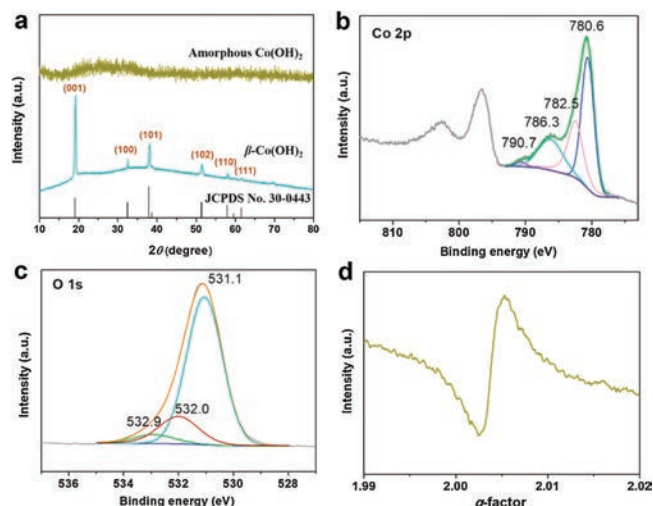 a
Intensity (a.u.)
Amorphous Co(OH)2
(001)
(100)
(101)
β-Co(OH)2
(102)
(110)
(111)
JCPDS No. 30-0443
10 20 30 40 50 60 70 80
2θ (degree)
b
Intensity (a.u.)
Co 2p
780.6
782.5
786.3
790.7
810 800 790 780
Binding energy (eV)
c
Intensity (a.u.)
O 1s
531.1
532.0
532.9
536 534 532 530 528
Binding energy (eV)
d
Intensity (a.u.)
1.99 2.00 2.01 2.02
g-factor